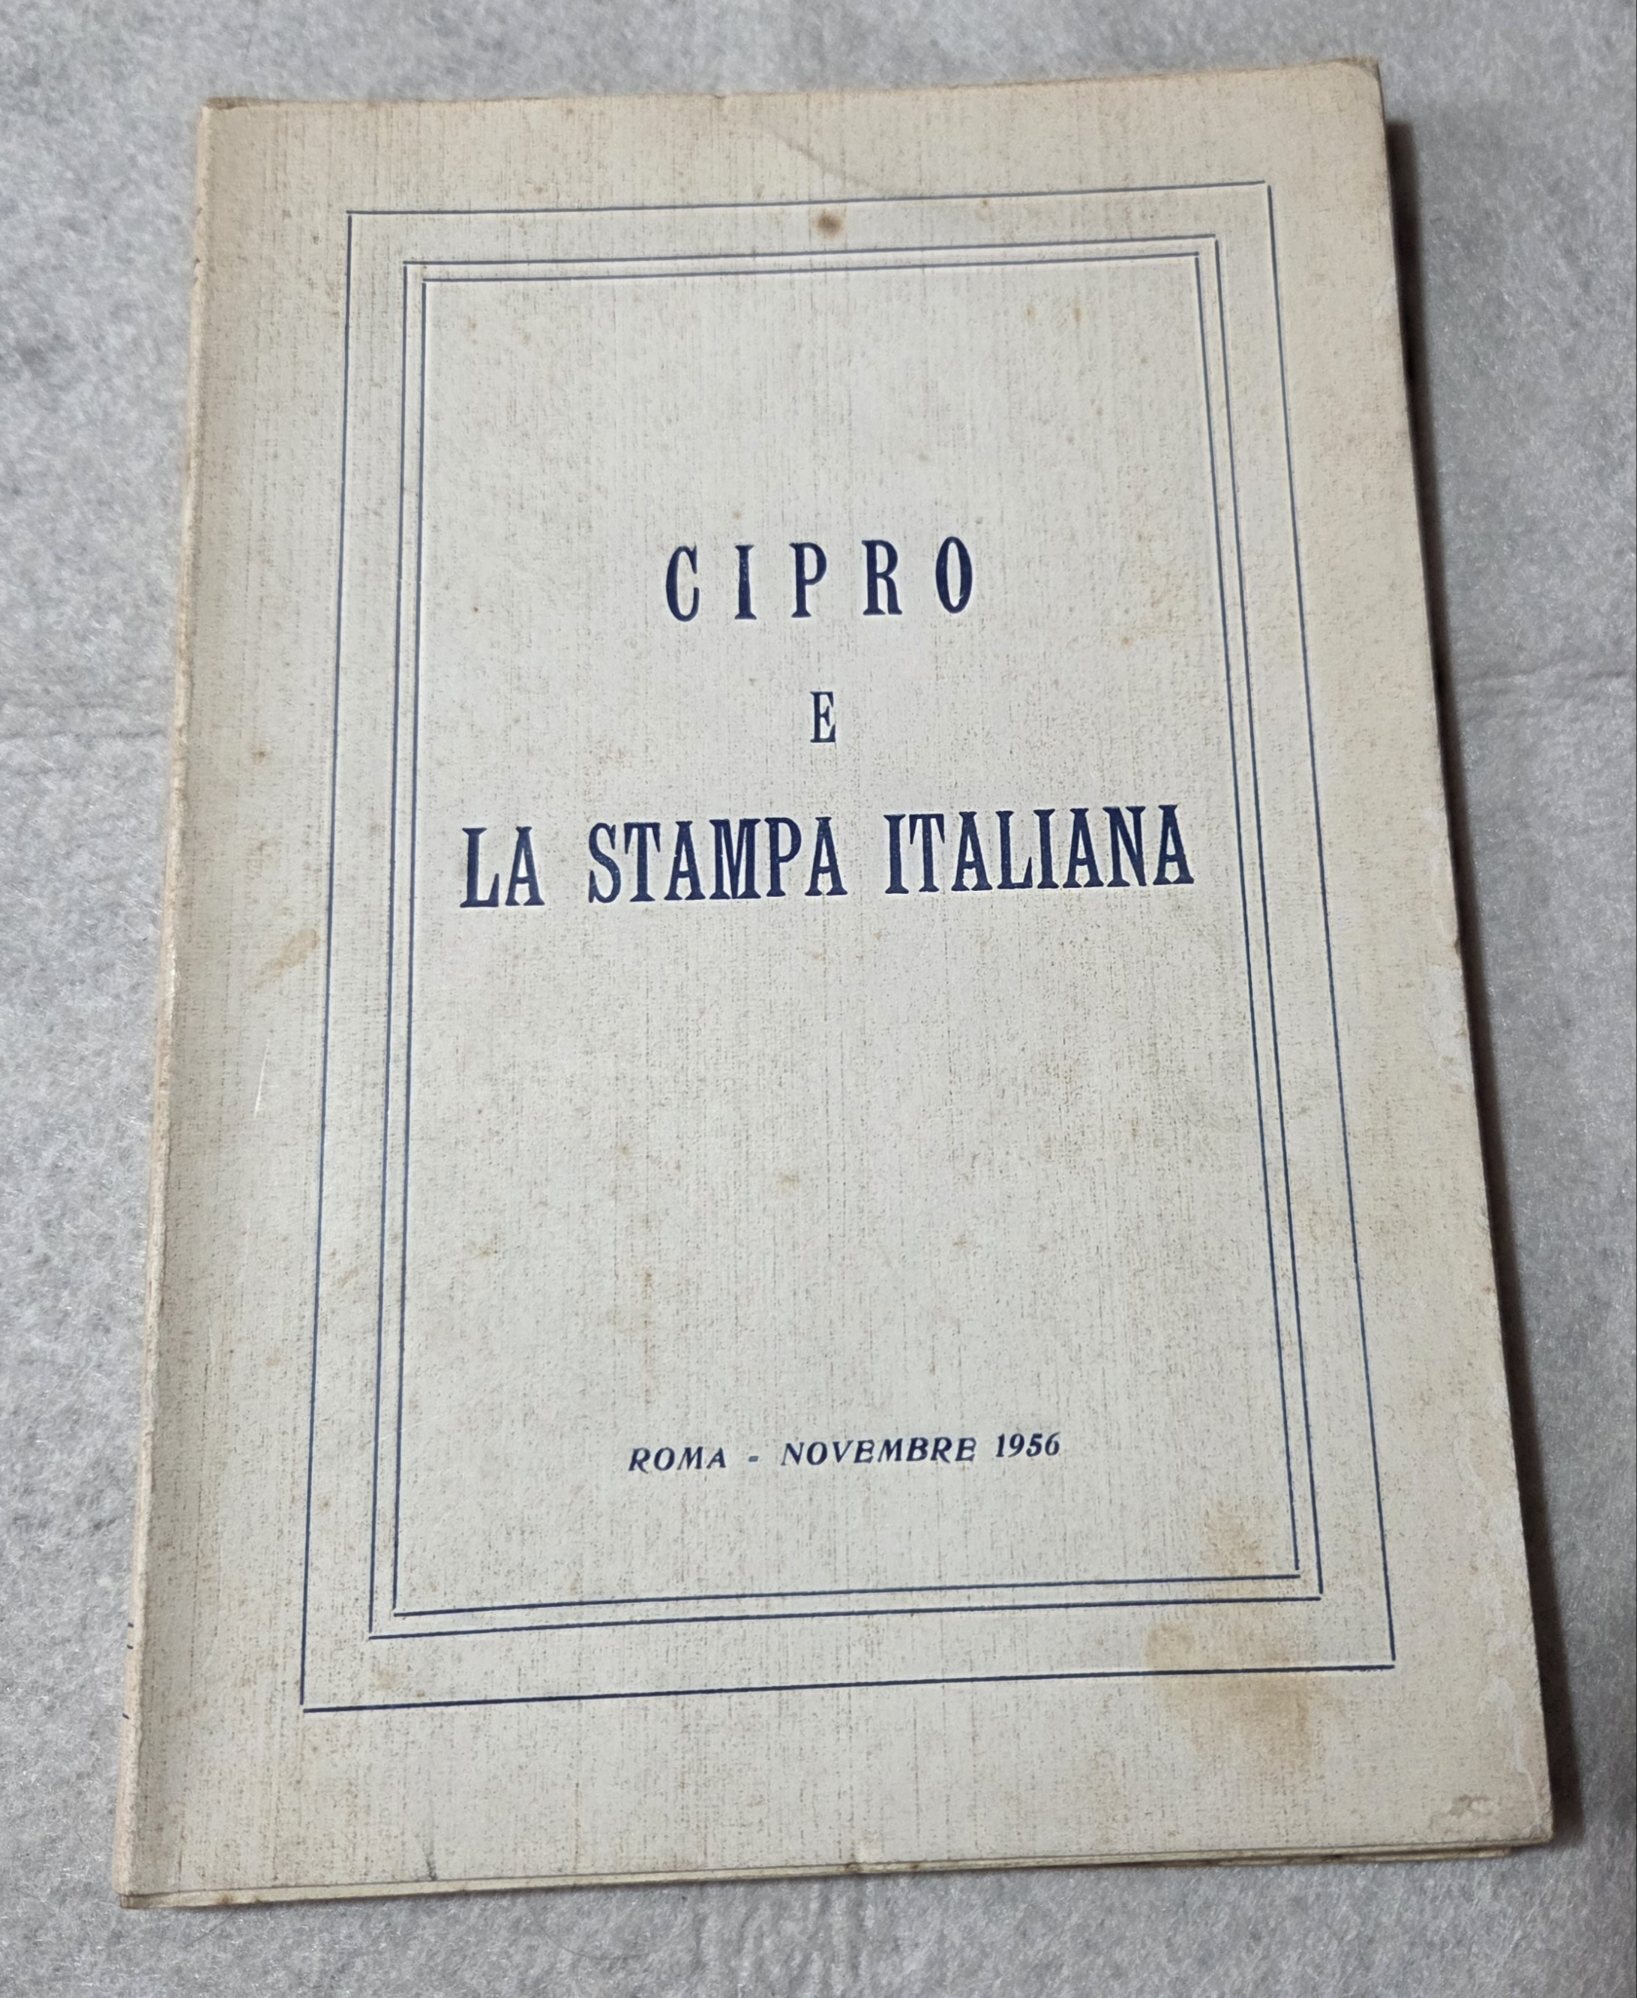 CIPRO
E
LA STAMPA ITALIANA
ROMA - NOVEMBRE 1956